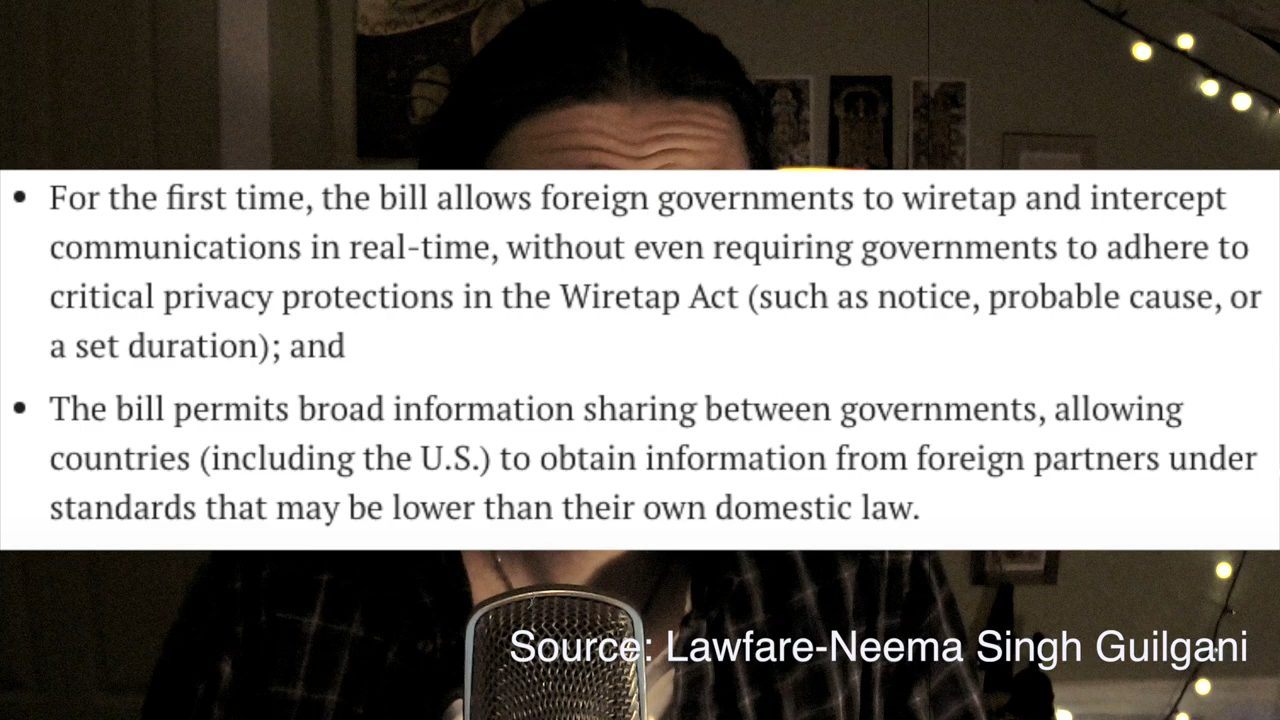 • For the first time, the bill allows foreign governments to wiretap and intercept
communications in real-time, without even requiring governments to adhere to
critical privacy protections in the Wiretap Act (such as notice, probable cause, or
a set duration); and
• The bill permits broad information sharing between governments, allowing
countries (including the U.S.) to obtain information from foreign partners under
standards that may be lower than their own domestic law.
Source: Lawfare-Neema Singh Guilgani